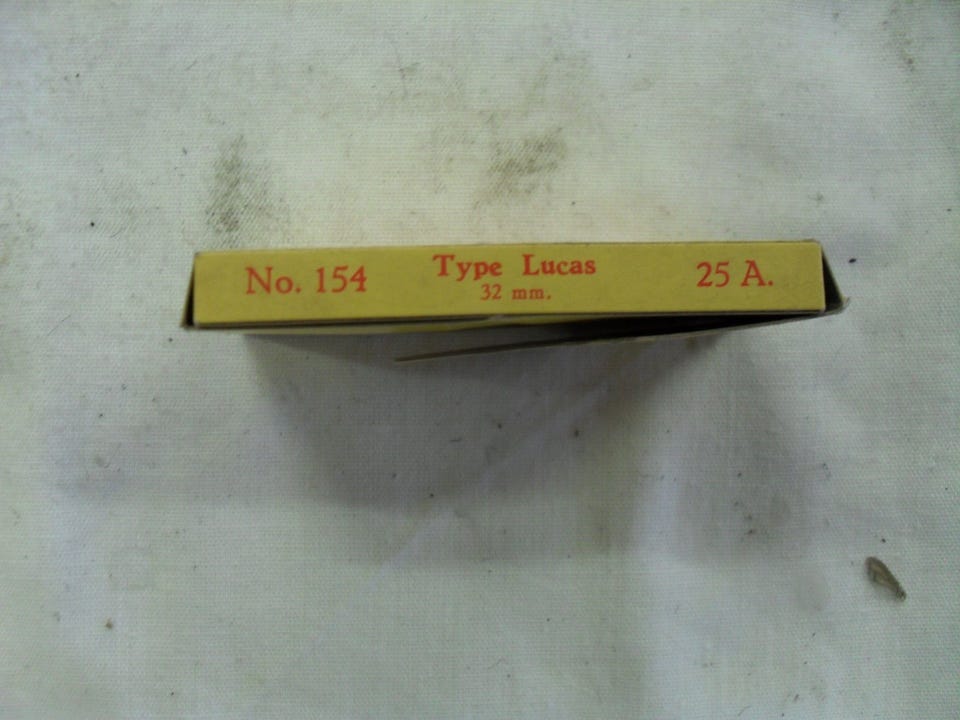 No. 154
Type Lucas
32 mm.
25 A.